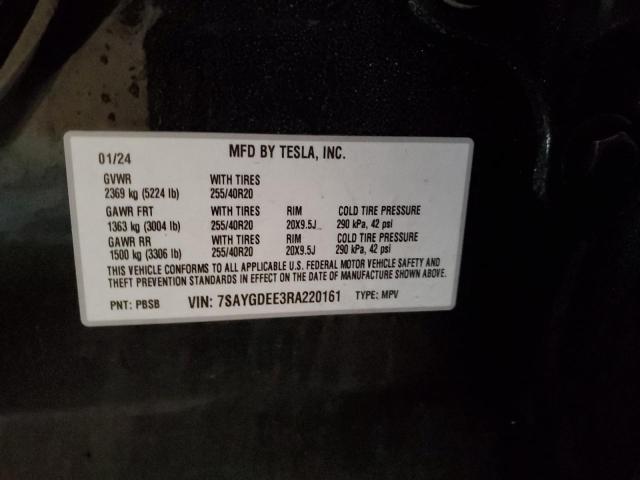 01/24 MFD BY TESLA, INC.
GVWR WITH TIRES
2369 kg (5224 lb) 255/40R20
GAWR FRT WITH TIRES RIM COLD TIRE PRESSURE
1363 kg (3004 lb) 255/40R20 20X9.5J 290 kPa, 42 psi
GAWR RR WITH TIRES RIM COLD TIRE PRESSURE
1500 kg (3306 lb) 255/40R20 20X9.5J 290 kPa, 42 psi
THIS VEHICLE CONFORMS TO ALL APPLICABLE U.S. FEDERAL MOTOR VEHICLE SAFETY AND
THEFT PREVENTION STANDARDS IN EFFECT ON THE DATE OF MANUFACTURE SHOWN ABOVE.
PNT: PBSB VIN: 7SAYGDEE3RA220161 TYPE: MPV